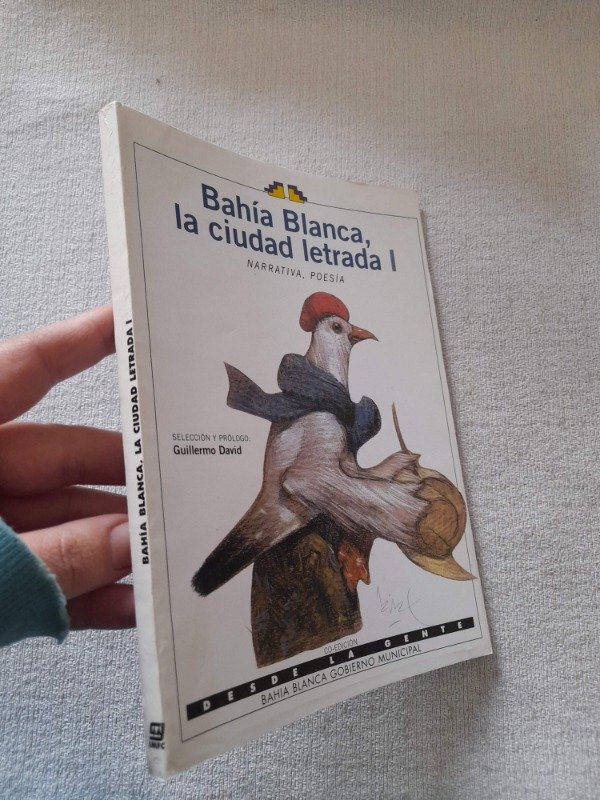 Bahía Blanca,
la ciudad letrada I
NARRATIVA, POESÍA
SELECCIÓN Y PRÓLOGO:
Guillermo David
CO-EDICIÓN
DESDE LA GENTE
BAHIA BLANCA GOBIERNO MUNICIPAL
BAHÍA BLANCA, LA CIUDAD LETRADA I
IMFC